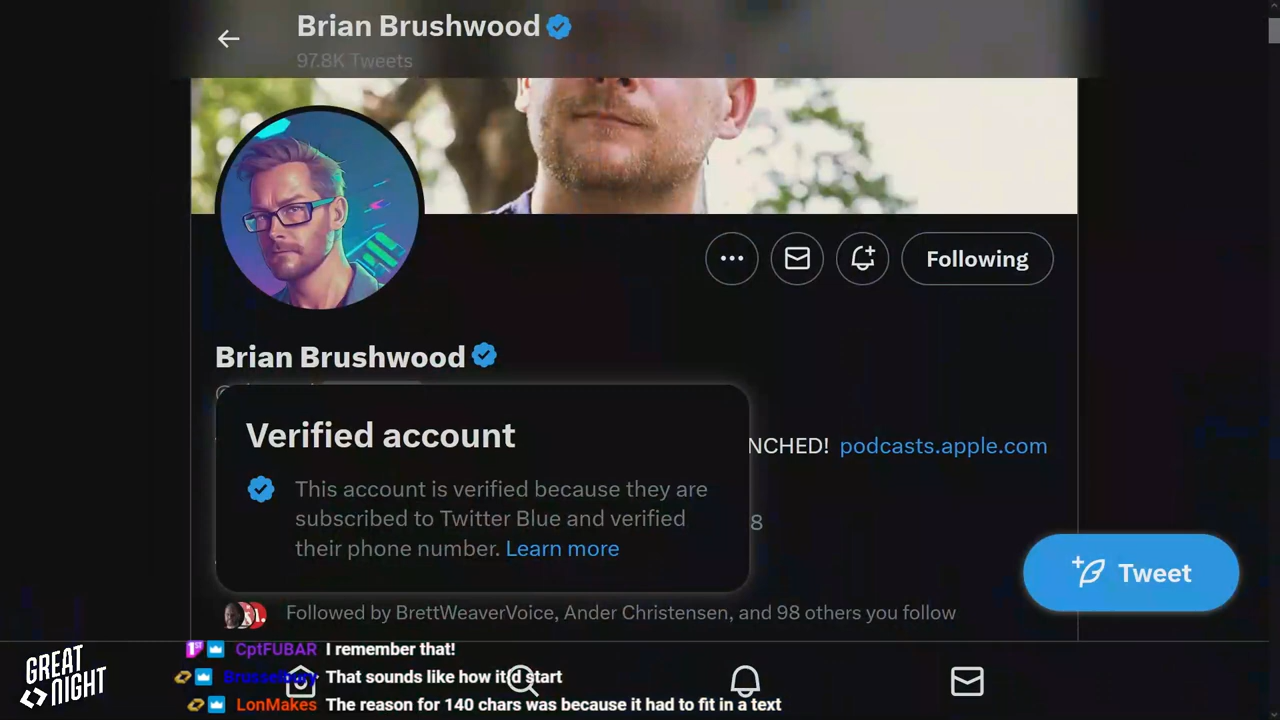 Brian Brushwood
97.8K Tweets
Following
Brian Brushwood
Verified account
NCHED! podcasts.apple.com
This account is verified because they are
subscribed to Twitter Blue and verified
their phone number. Learn more
8
Tweet
Followed by BrettWeaverVoice, Ander Christensen, and 98 others you follow
GREAT
NIGHT
CptFUBAR I remember that!
That sounds like how it'd start
LonMakes The reason for 140 chars was because it had to fit in a text